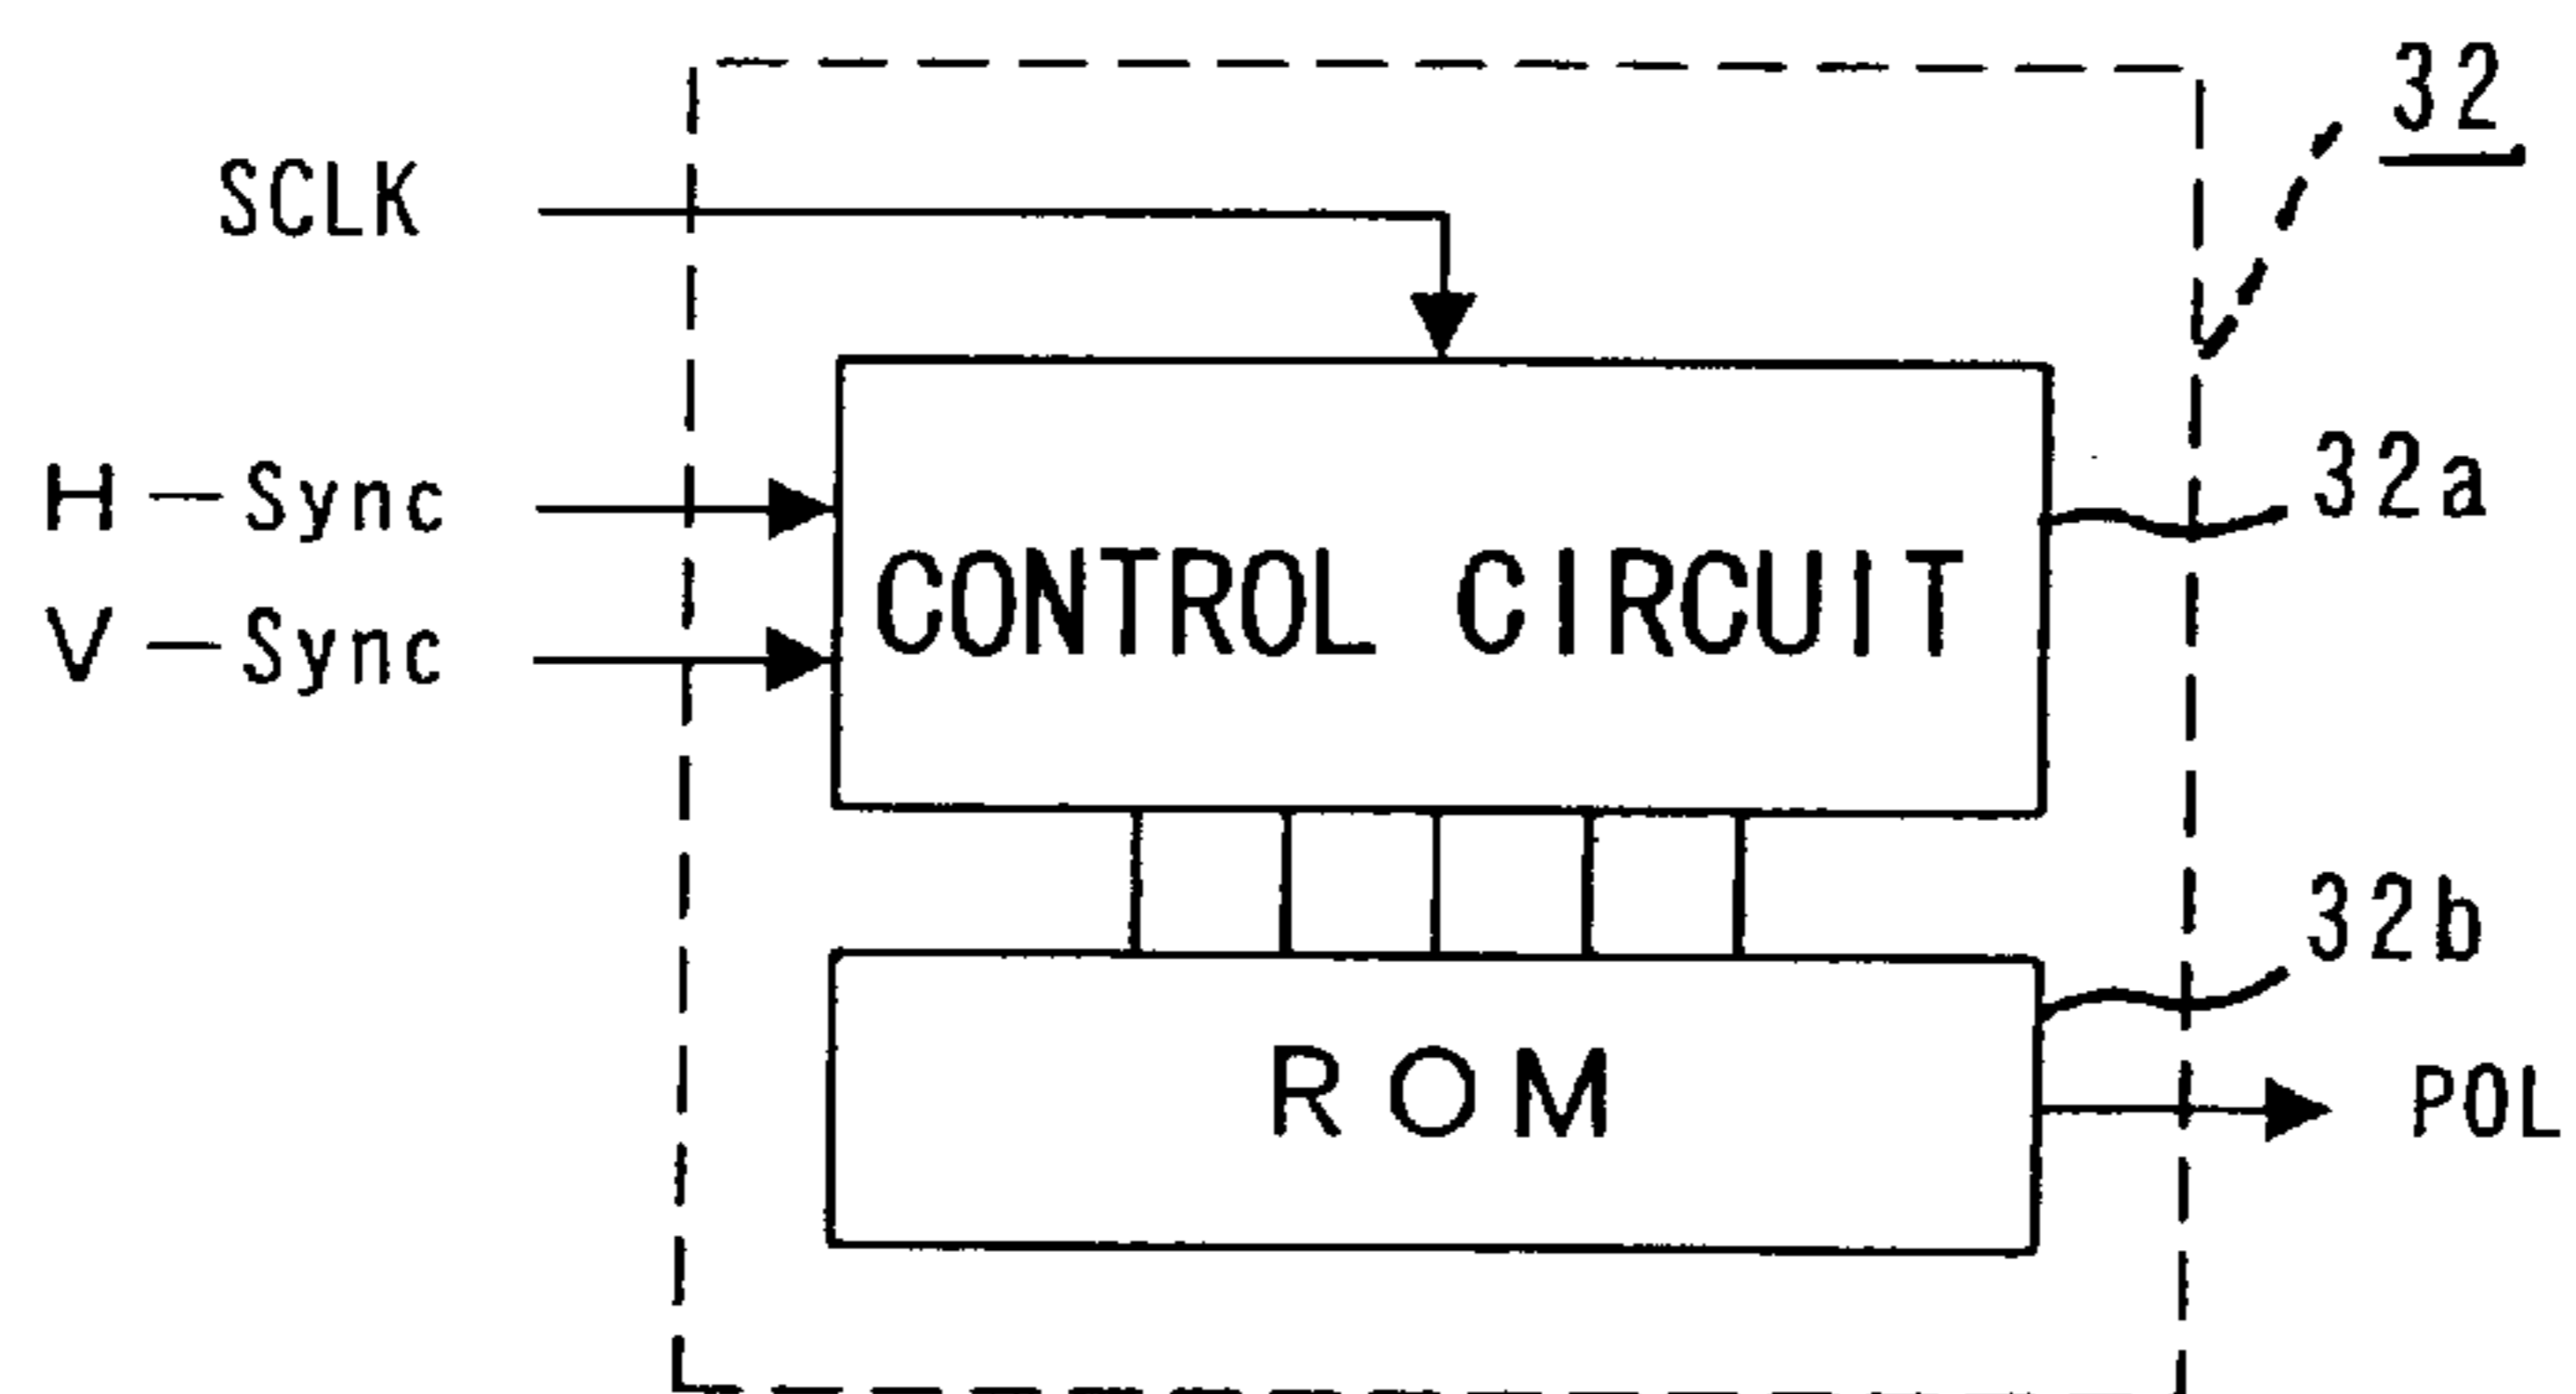 32
SCLK
32a
H-Sync
CONTROL CIRCUIT
V-Sync
32b
ROM
POL